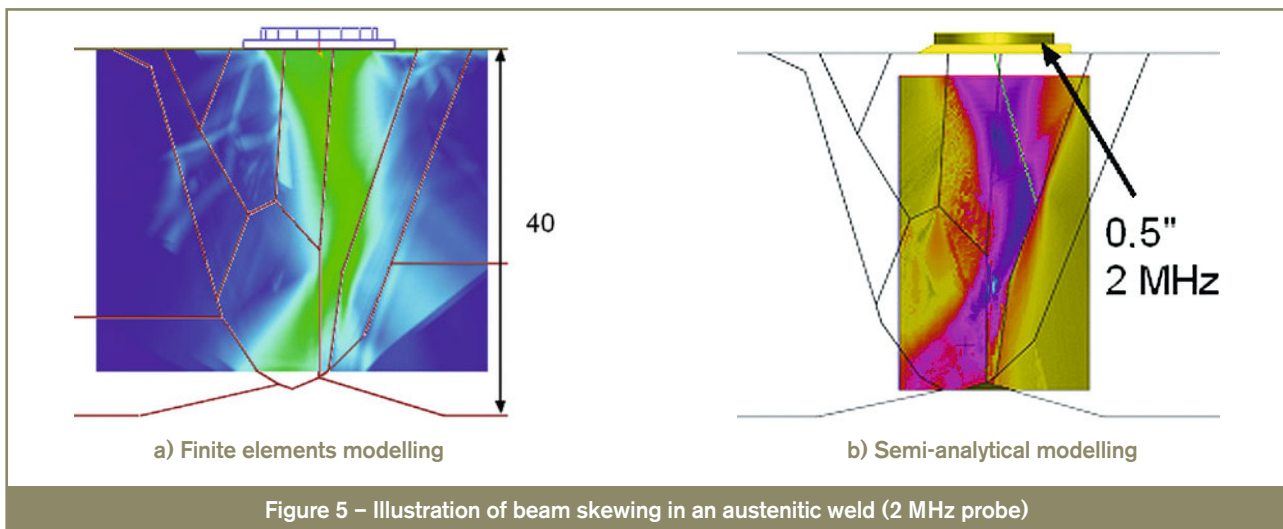 40
0.5"
2 MHz
a) Finite elements modelling
b) Semi-analytical modelling
Figure 5 – Illustration of beam skewing in an austenitic weld (2 MHz probe)